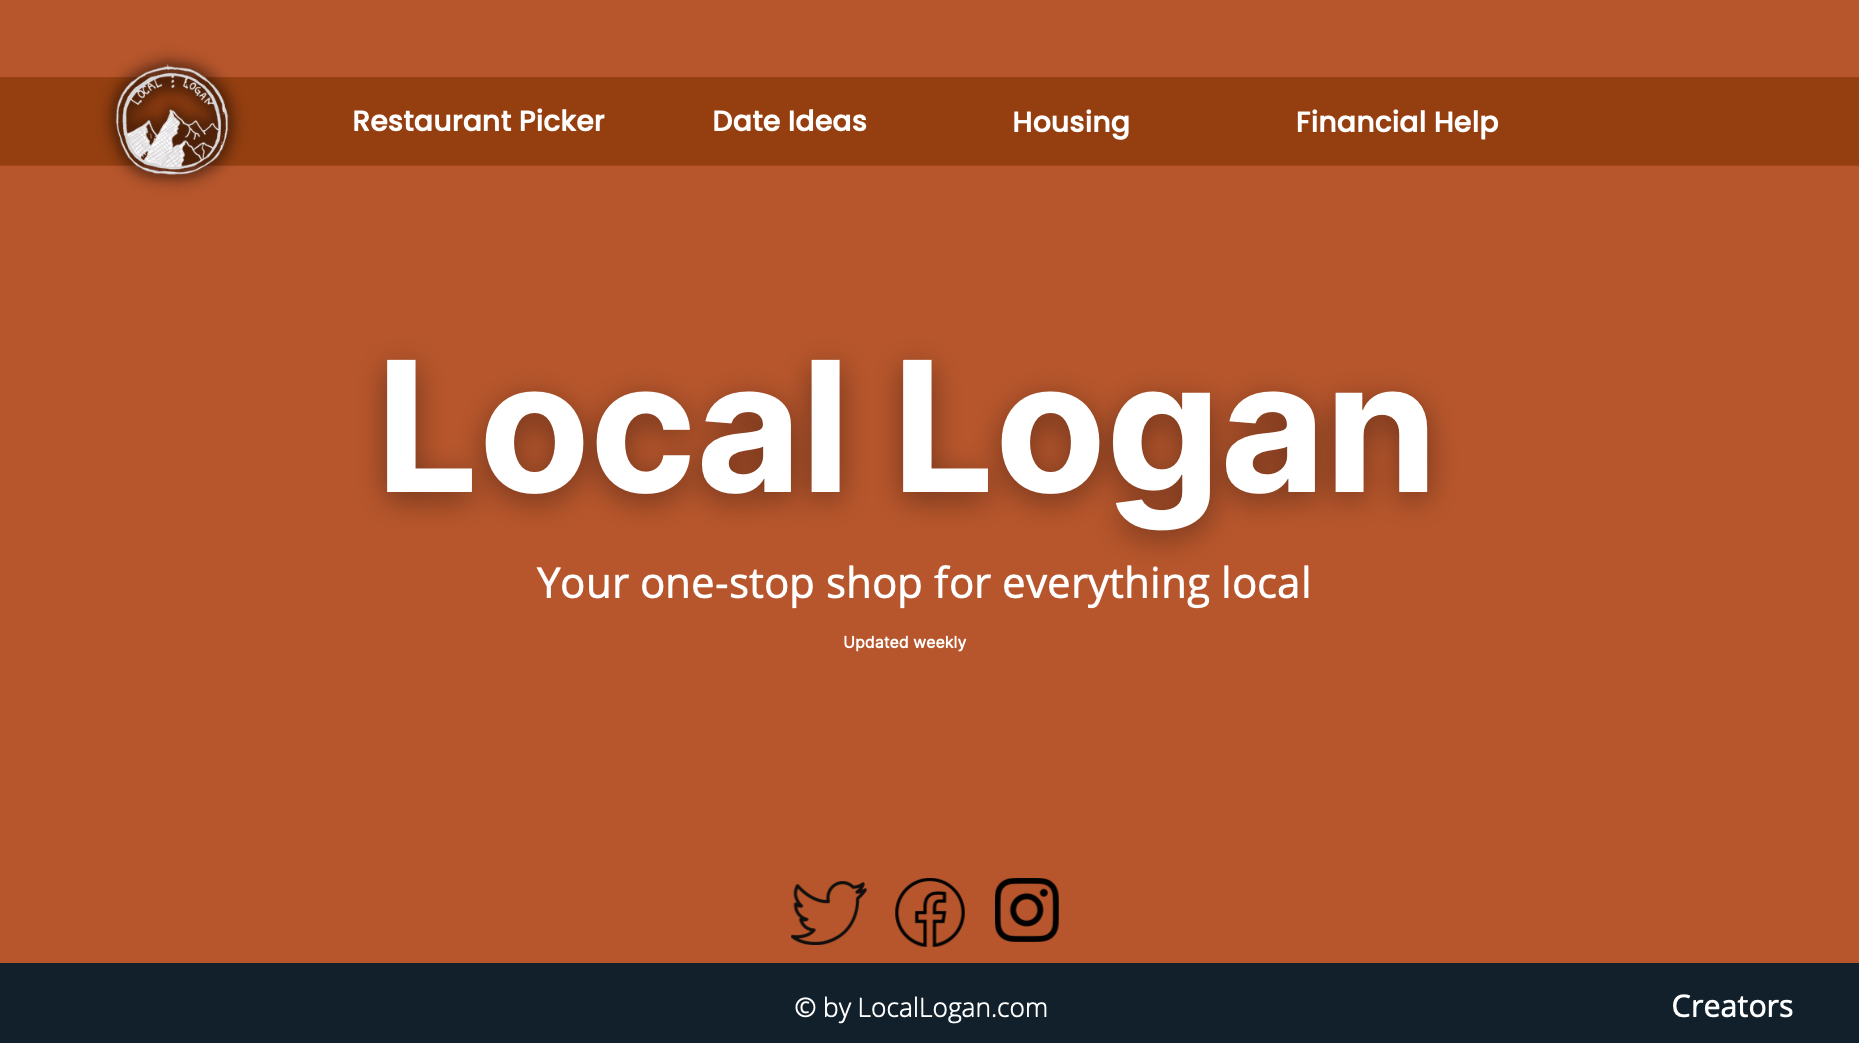 LOCAL : LOGAN
Restaurant Picker
Date Ideas
Housing
Financial Help
Local Logan
Your one-stop shop for everything local
Updated weekly
© by LocalLogan.com
Creators